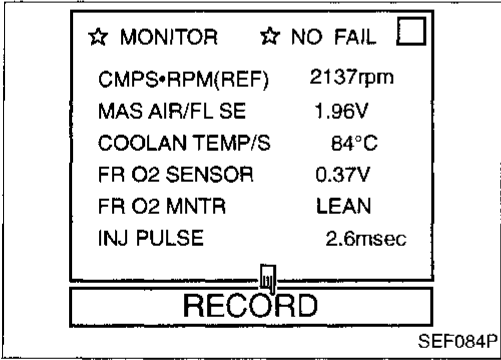 ☆ MONITOR ☆ NO FAIL
CMPS•RPM(REF) 2137rpm
MAS AIR/FL SE 1.96V
COOLAN TEMP/S 84°C
FR O2 SENSOR 0.37V
FR O2 MNTR LEAN
INJ PULSE 2.6msec
RECORD
SEF084P